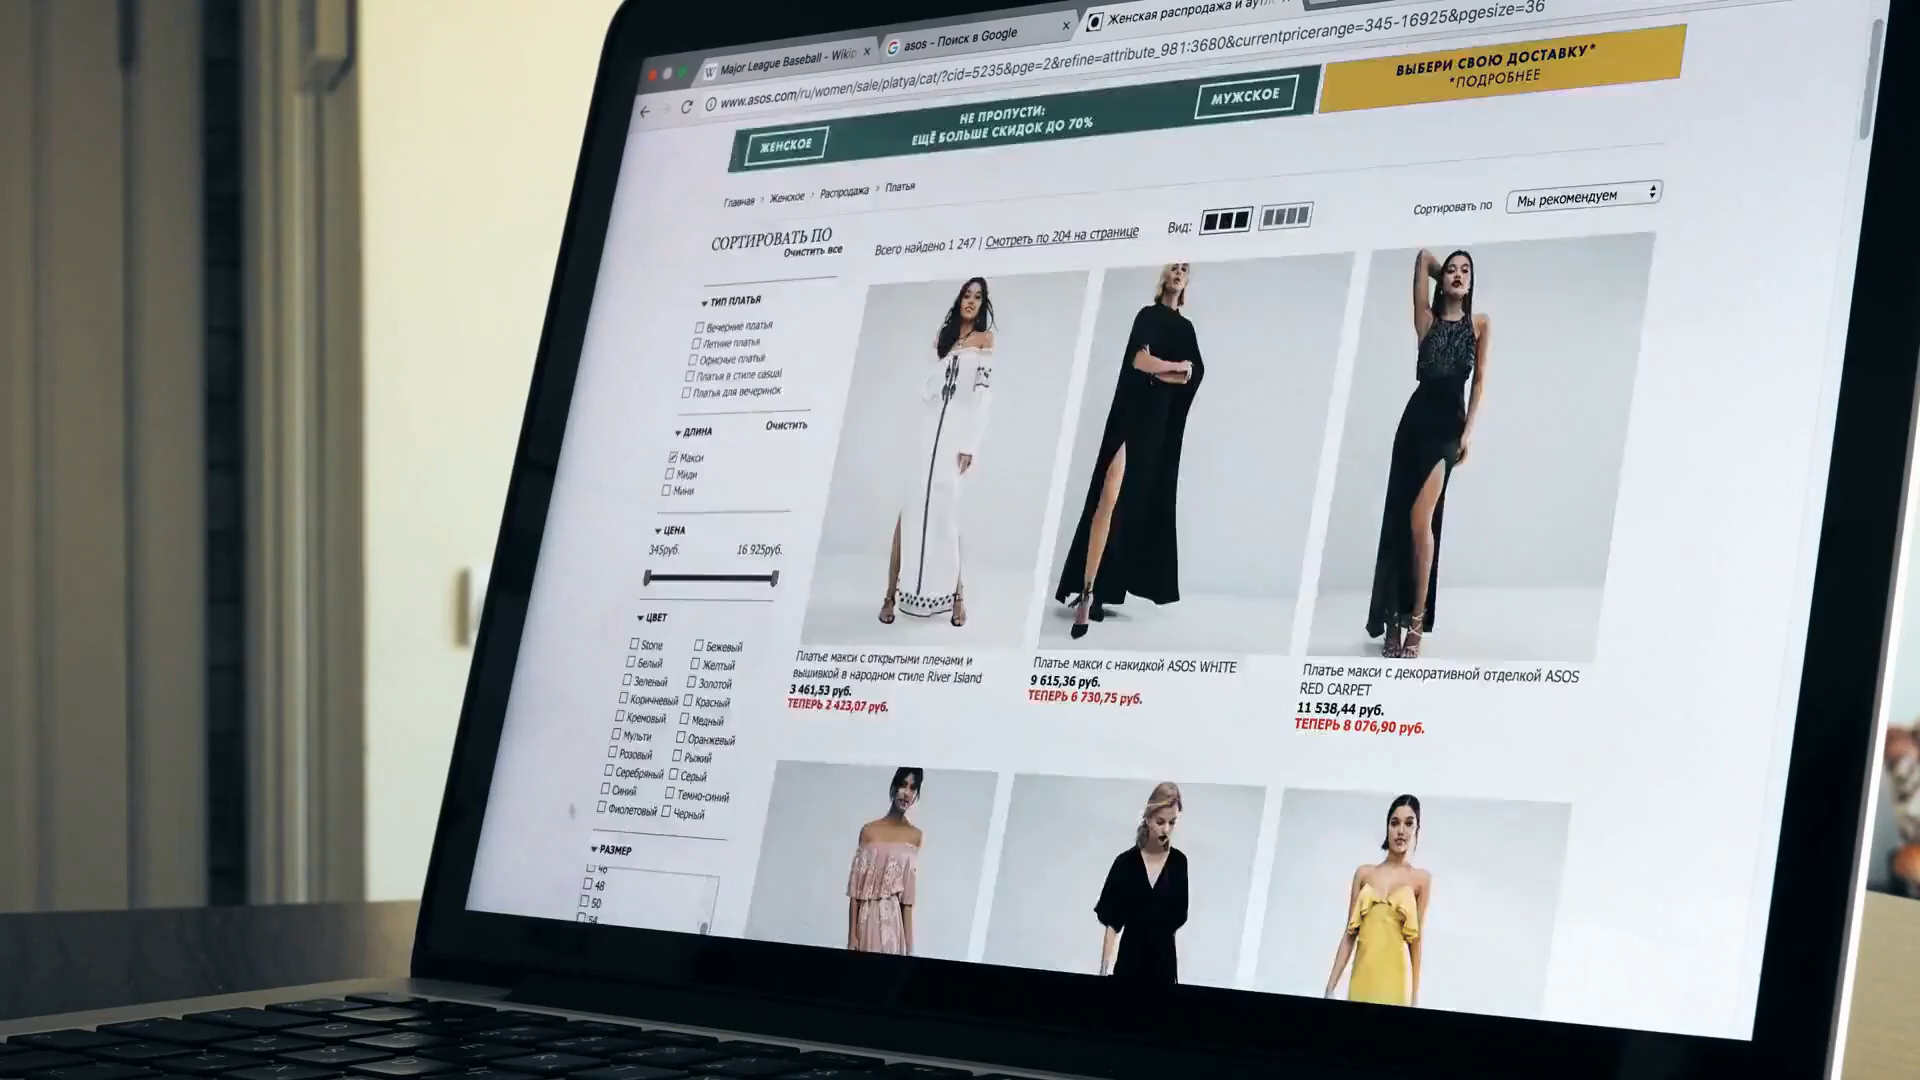 Major League Baseball - Wikip
asos - Поиск в Google
Женская распродажа и аут
www.asos.com/ru/women/sale/platya/cat/?cid=5235&pge=2&refine=attribute_981:3680&currentpricerange=345-16925&pgesize=36
ЖЕНСКОЕ
НЕ ПРОПУСТИ:
ЕЩЁ БОЛЬШЕ СКИДОК ДО 70%
МУЖСКОЕ
ВЫБЕРИ СВОЮ ДОСТАВКУ*
*ПОДРОБНЕЕ
Главная > Женское > Распродажа > Платья
СОРТИРОВАТЬ ПО
Очистить все
Всего найдено 1 247 | Смотреть по 204 на странице
Вид:
Сортировать по
Мы рекомендуем
ТИП ПЛАТЬЯ
Вечерние платья
Летние платья
Офисные платья
Платья в стиле casual
Платья для вечеринок
ДЛИНА
Очистить
Макси
Миди
Мини
ЦЕНА
345руб.
16 925руб.
ЦВЕТ
Stone
Бежевый
Белый
Желтый
Зеленый
Золотой
Коричневый
Красный
Кремовый
Медный
Мульти
Оранжевый
Розовый
Рыжий
Серебряный
Серый
Синий
Темно-синий
Фиолетовый
Черный
РАЗМЕР
46
48
50
54
Платье макси с открытыми плечами и
вышивкой в народном стиле River Island
3 461,53 руб.
ТЕПЕРЬ 2 423,07 руб.
Платье макси с накидкой ASOS WHITE
9 615,36 руб.
ТЕПЕРЬ 6 730,75 руб.
Платье макси с декоративной отделкой ASOS
RED CARPET
11 538,44 руб.
ТЕПЕРЬ 8 076,90 руб.